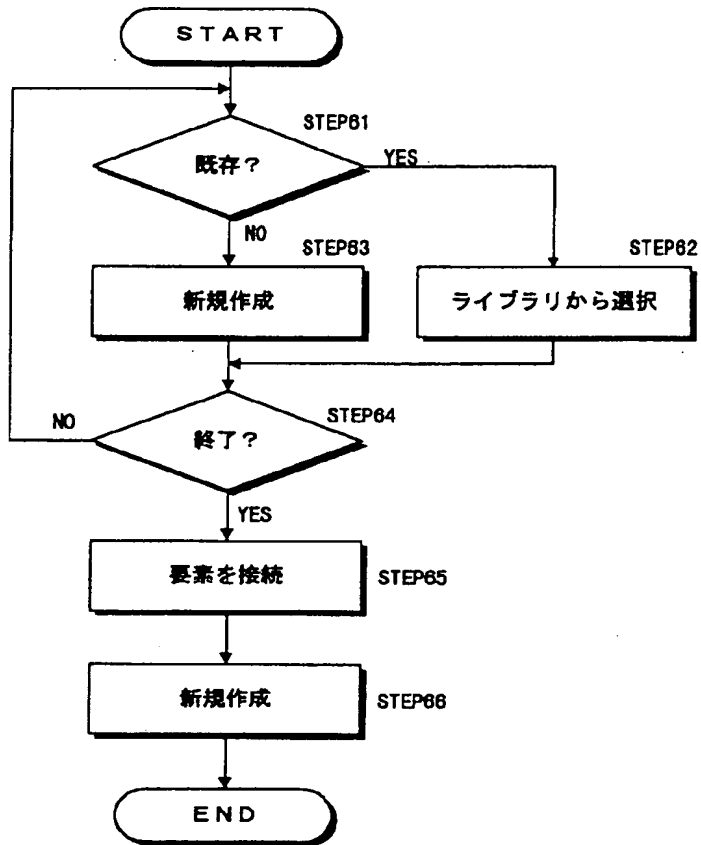 START
STEP61
既存?
YES
NO
STEP63
STEP62
新規作成
ライブラリから選択
NO
STEP64
終了?
YES
要素を接続
STEP65
新規作成
STEP66
END